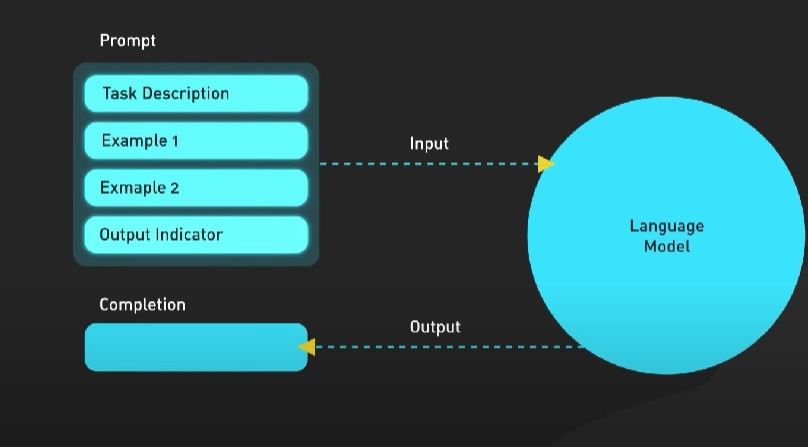 Prompt
Task Description
Example 1
Exmaple 2
Output Indicator
Input
Language
Model
Completion
Output